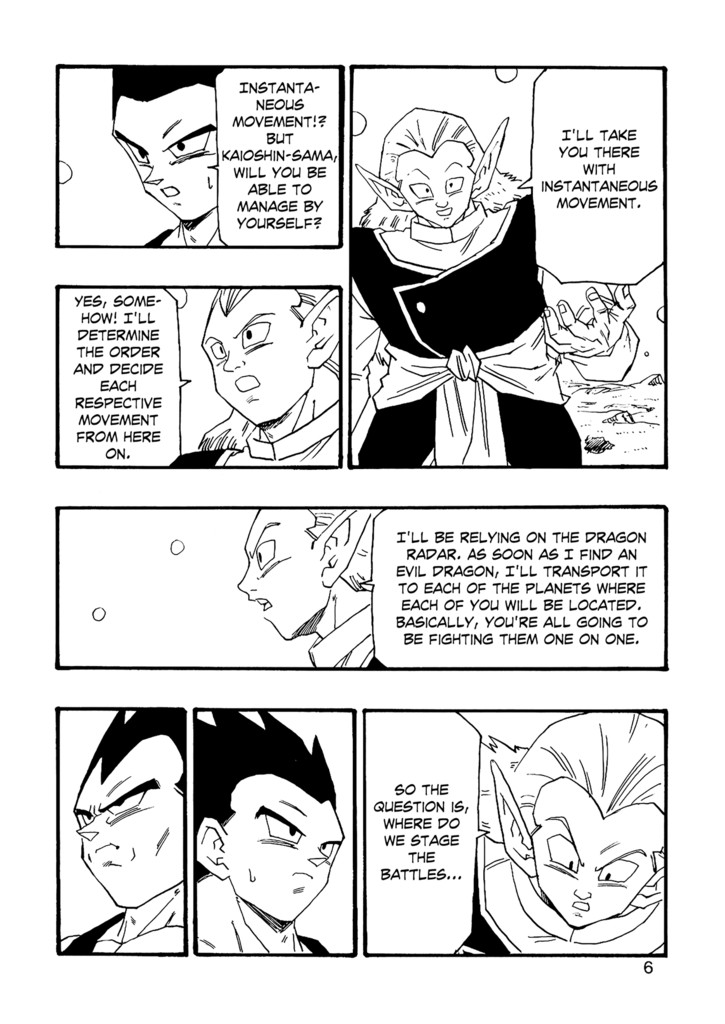 I'LL TAKE
YOU THERE
WITH
INSTANTANEOUS
MOVEMENT.
INSTANTA-
NEOUS
MOVEMENT!?
BUT
KAIOSHIN-SAMA,
WILL YOU BE
ABLE TO
MANAGE BY
YOURSELF?
YES, SOME-
HOW! I'LL
DETERMINE
THE ORDER
AND DECIDE
EACH
RESPECTIVE
MOVEMENT
FROM HERE
ON.
I'LL BE RELYING ON THE DRAGON
RADAR. AS SOON AS I FIND AN
EVIL DRAGON, I'LL TRANSPORT IT
TO EACH OF THE PLANETS WHERE
EACH OF YOU WILL BE LOCATED.
BASICALLY, YOU'RE ALL GOING TO
BE FIGHTING THEM ONE ON ONE.
SO THE
QUESTION IS,
WHERE DO
WE STAGE
THE
BATTLES...
6